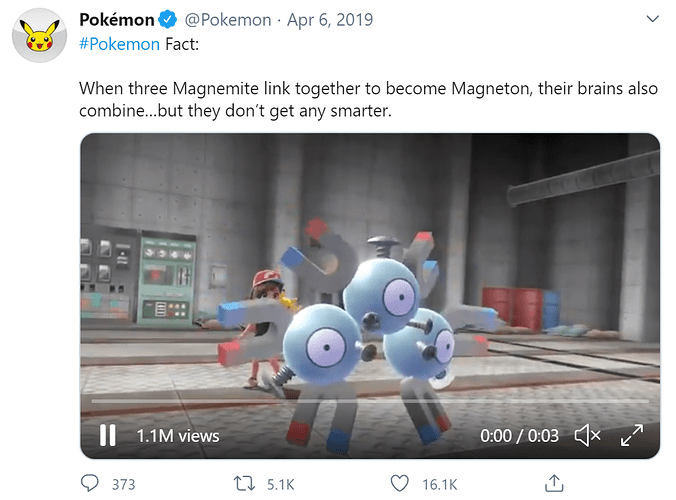 Pokémon @Pokemon · Apr 6, 2019
#Pokemon Fact:
When three Magnemite link together to become Magneton, their brains also
combine...but they don't get any smarter.
1.1M views
0:00 / 0:03
373
5.1K
16.1K